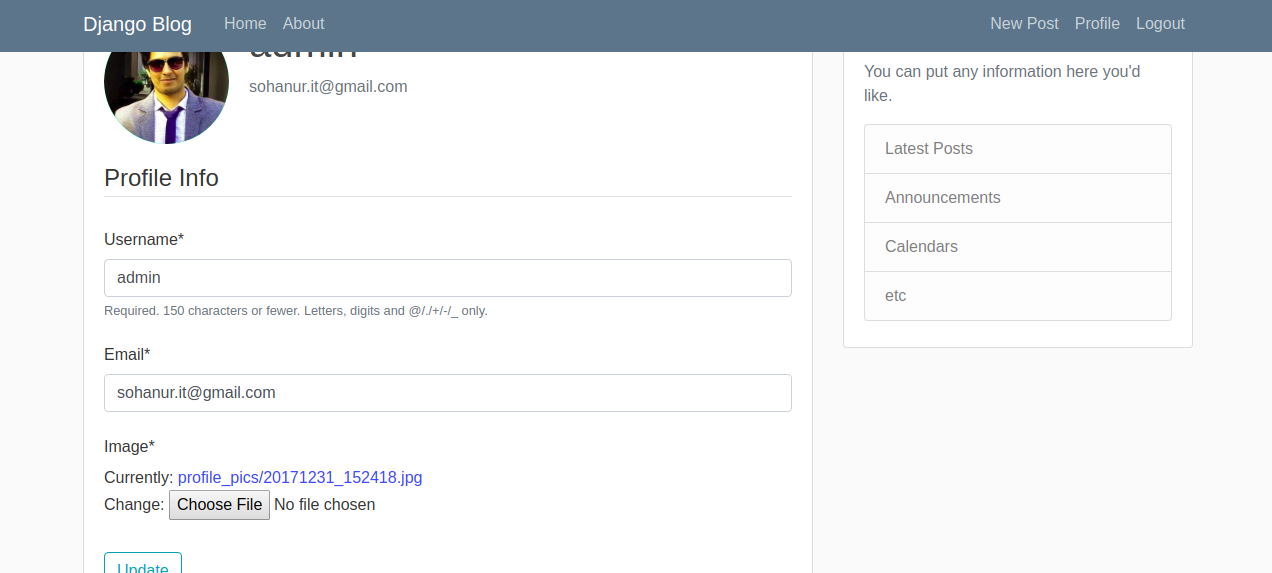 Django Blog Home About New Post Profile Logout
admin
sohanur.it@gmail.com
Profile Info
Username*
admin
Required. 150 characters or fewer. Letters, digits and @/./+/-/_ only.
Email*
sohanur.it@gmail.com
Image*
Currently: profile_pics/20171231_152418.jpg
Change: Choose File No file chosen
Update
You can put any information here you'd
like.
Latest Posts
Announcements
Calendars
etc